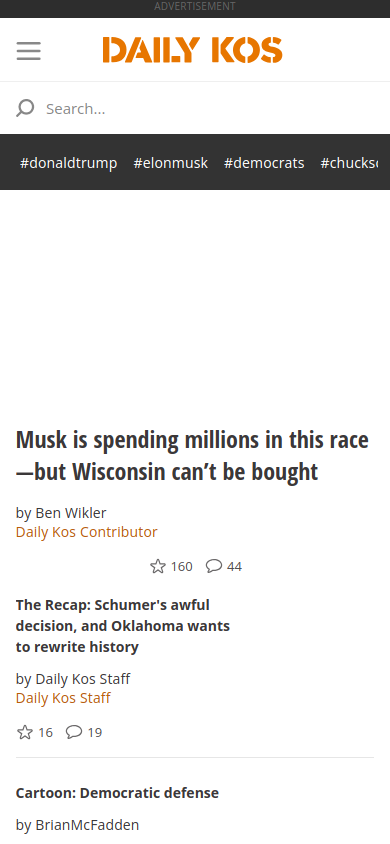 ADVERTISEMENT
DAILY KOS
Search...
#donaldtrump #elonmusk #democrats #chucksc
Musk is spending millions in this race
—but Wisconsin can't be bought
by Ben Wikler
Daily Kos Contributor
160 44
The Recap: Schumer's awful
decision, and Oklahoma wants
to rewrite history
by Daily Kos Staff
Daily Kos Staff
16 19
Cartoon: Democratic defense
by BrianMcFadden